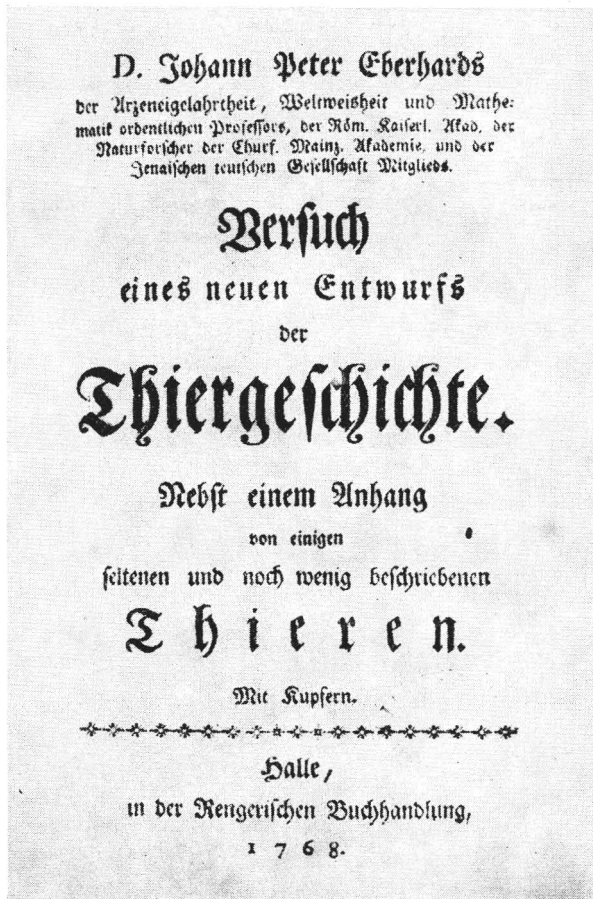 D. Johann Peter Eberhards
der Arzeneigelahrtheit, Weltweisheit und Mathe:
matik ordentlichen Professors, der Röm. Kaiserl. Akad. der
Naturforscher der Churf. Mainz. Akademie, und der
Jenaischen teutschen Gesellschaft Mitglieds.
Versuch
eines neuen Entwurfs
der
Thiergeschichte.
Nebst einem Anhang
von einigen
seltenen und noch wenig beschriebenen
Thieren.
Mit Kupfern.
Halle,
in der Rengerischen Buchhandlung,
1768.